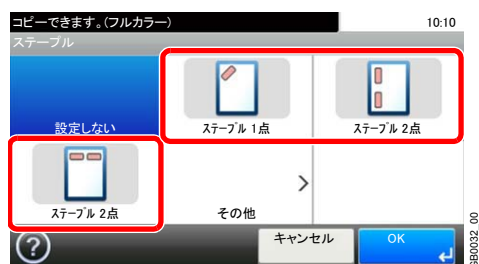 コピーできます。(フルカラー)
10:10
ステープル
設定しない
ステープル 1点
ステープル 2点
ステープル 2点
その他
?
キャンセル
OK
GB0032_00